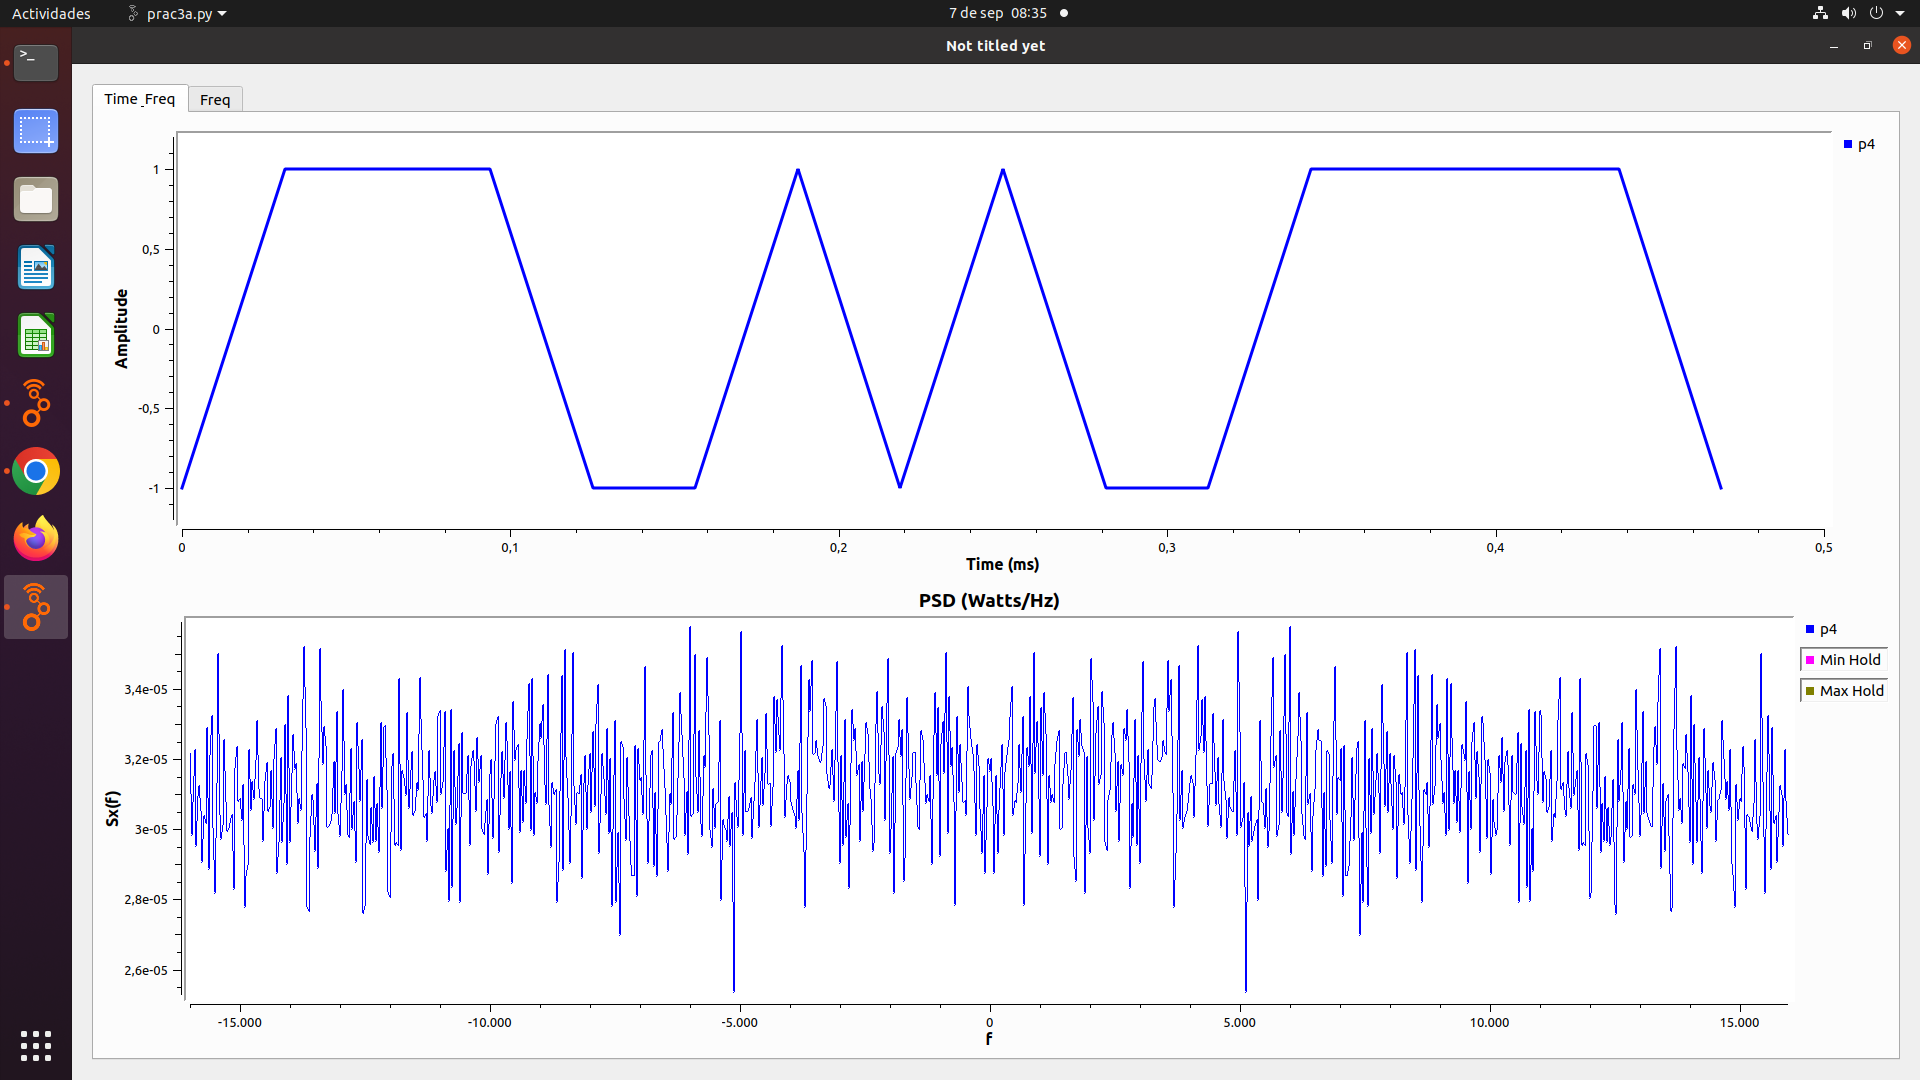 Actividades prac3a.py 7 de sep 08:35
Not titled yet
Time_Freq Freq
p4
1
0,5
0
-0,5
-1
Amplitude
0 0,1 0,2 0,3 0,4 0,5
Time (ms)
PSD (Watts/Hz)
p4
Min Hold
Max Hold
3,4e-05
3,2e-05
3e-05
2,8e-05
2,6e-05
Sx(f)
-15.000 -10.000 -5.000 0 5.000 10.000 15.000
f